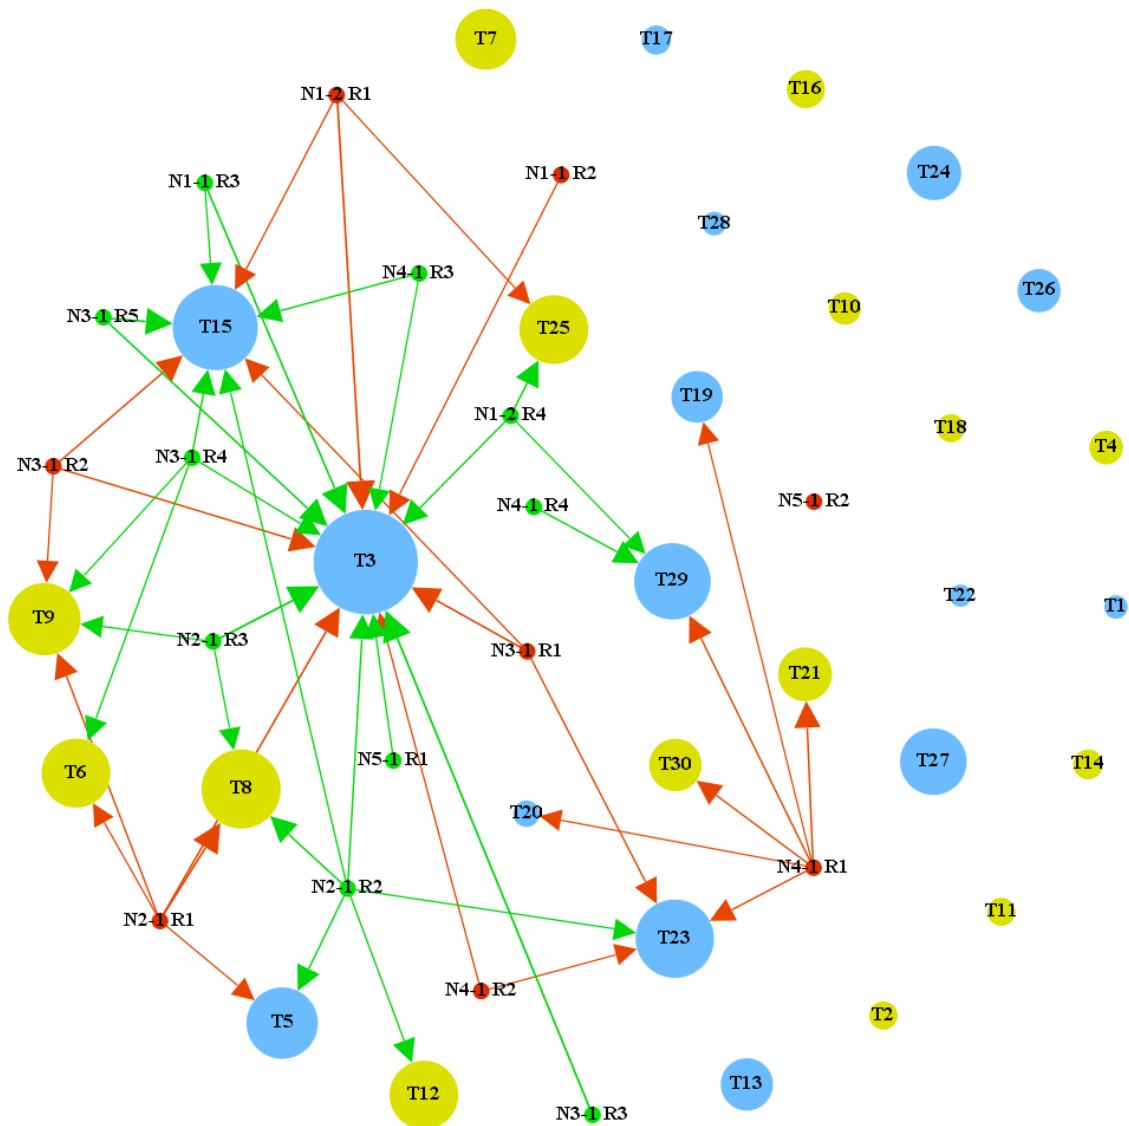 T7
T17
T16
N1-2 R1
N1-1 R3
N1-1 R2
T24
T28
N4-1 R3
T26
T10
N3-1 R5
T15
T25
T19
N1-2 R4
T18
T4
N3-1 R4
N3-1 R2
N5-1 R2
N4-1 R4
T3
T29
T22
T1
T9
N2-1 R3
N3-1 R1
T21
N5-1 R1
T27
T30
T14
T6
T8
T20
N4-1 R1
N2-1 R2
T11
N2-1 R1
T23
N4-1 R2
T2
T5
T13
T12
N3-1 R3